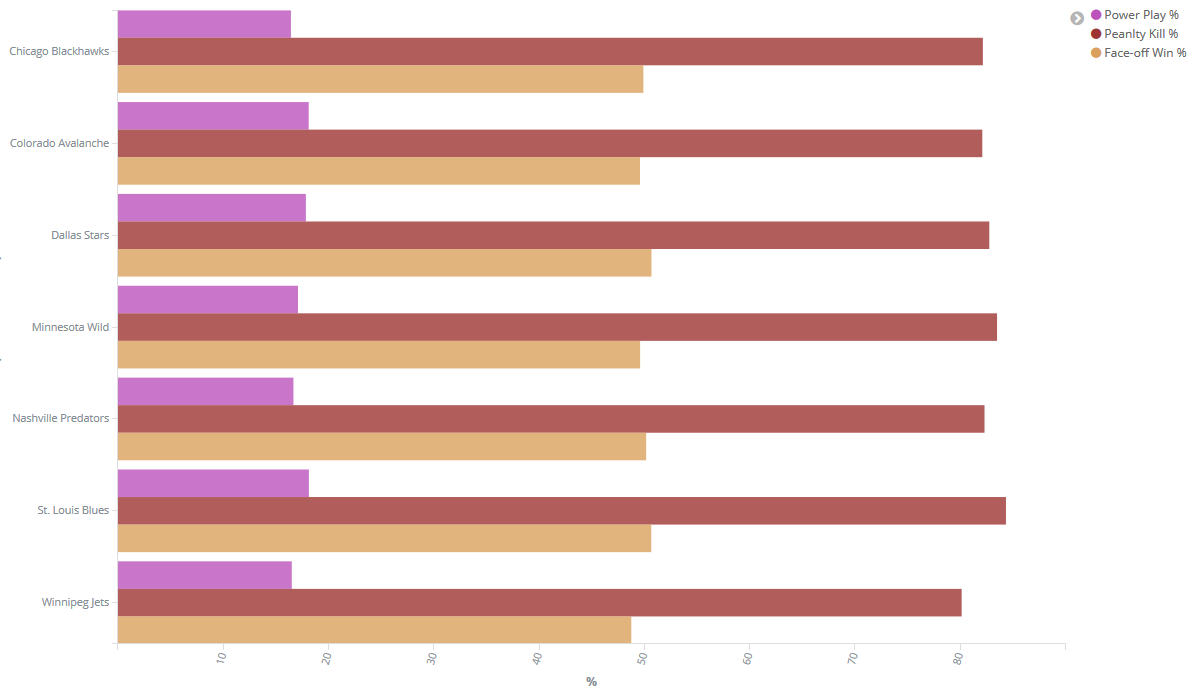 Power Play %
Peanlty Kill %
Face-off Win %
Chicago Blackhawks
Colorado Avalanche
Dallas Stars
Minnesota Wild
Nashville Predators
St. Louis Blues
Winnipeg Jets
10 20 30 40 50 60 70 80
%